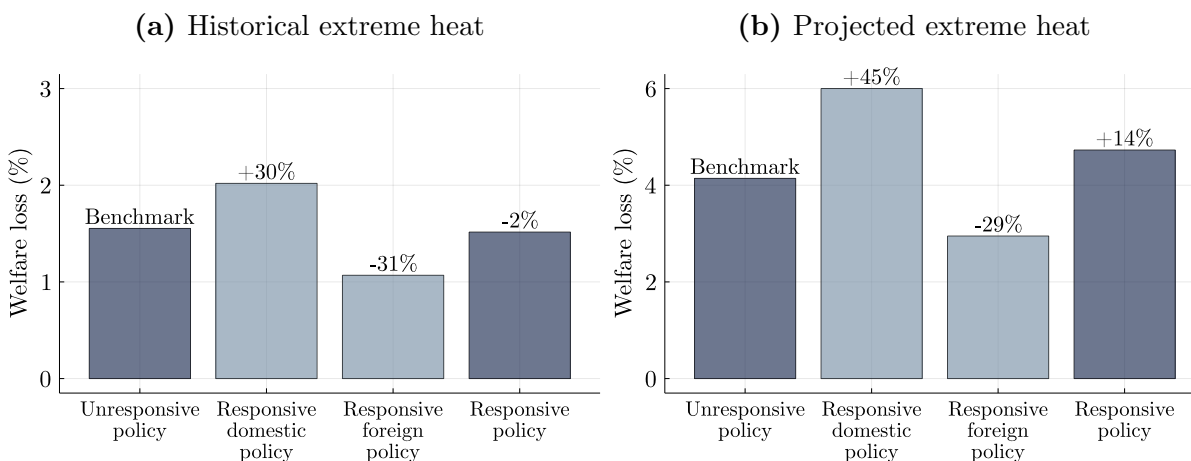 (a) Historical extreme heat
Welfare loss (%)
3
2
1
0
Benchmark
+30%
-31%
-2%
Unresponsive
policy
Responsive
domestic
policy
Responsive
foreign
policy
Responsive
policy
(b) Projected extreme heat
Welfare loss (%)
6
4
2
0
Benchmark
+45%
-29%
+14%
Unresponsive
policy
Responsive
domestic
policy
Responsive
foreign
policy
Responsive
policy